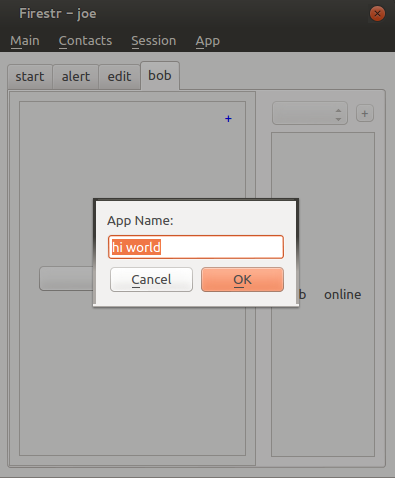 Firestr - joe
Main Contacts Session App
start alert edit bob
+
+
App Name:
hi world
Cancel OK
b online